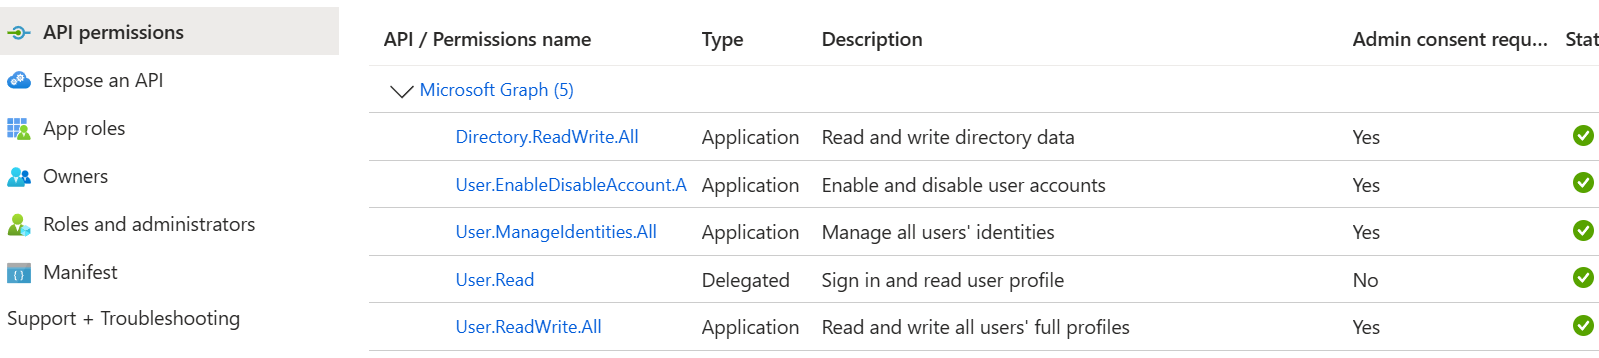 API permissions
Expose an API
App roles
Owners
Roles and administrators
Manifest
Support + Troubleshooting
API / Permissions name Type Description Admin consent requ... Stat
Microsoft Graph (5)
Directory.ReadWrite.All Application Read and write directory data Yes
User.EnableDisableAccount.A Application Enable and disable user accounts Yes
User.ManageIdentities.All Application Manage all users' identities Yes
User.Read Delegated Sign in and read user profile No
User.ReadWrite.All Application Read and write all users' full profiles Yes